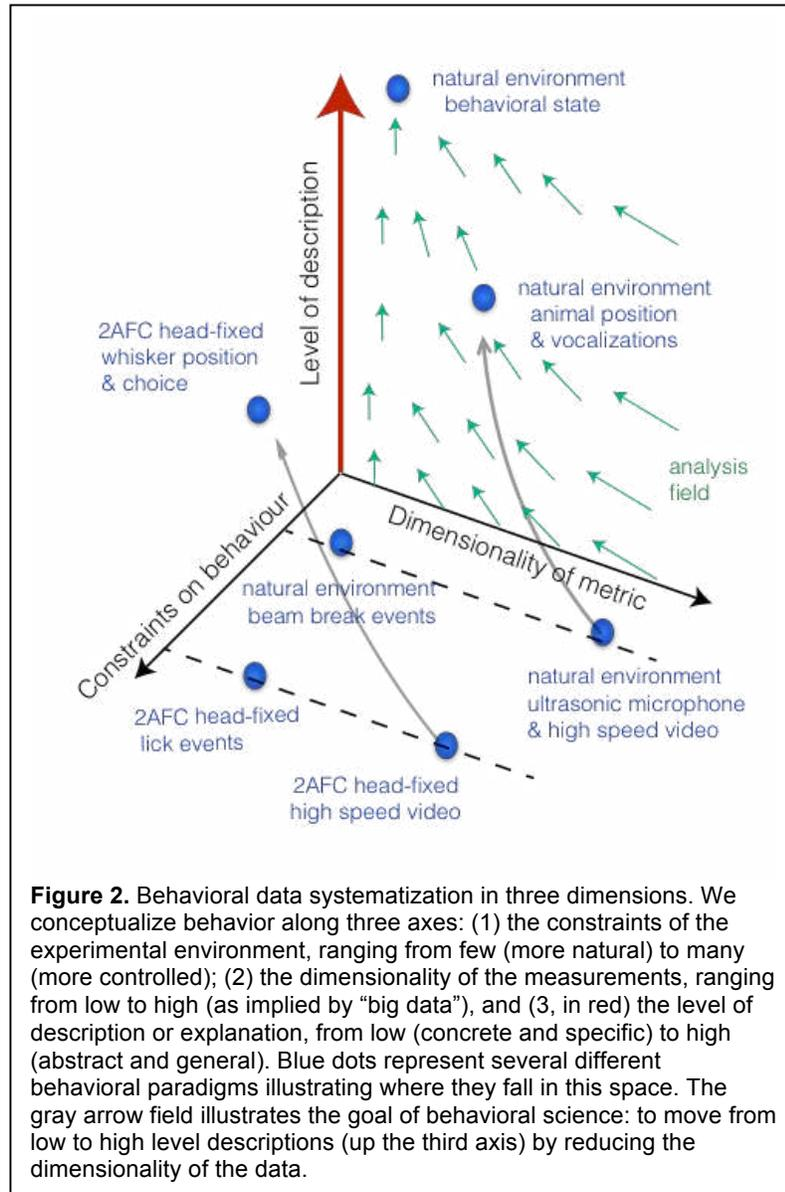 natural environment
behavioral state
Level of description
natural environment
animal position
& vocalizations
2AFC head-fixed
whisker position
& choice
analysis
field
Constraints on behaviour
Dimensionality of metric
natural environment
beam break events
natural environment
ultrasonic microphone
& high speed video
2AFC head-fixed
lick events
2AFC head-fixed
high speed video
Figure 2. Behavioral data systematization in three dimensions. We
conceptualize behavior along three axes: (1) the constraints of the
experimental environment, ranging from few (more natural) to many
(more controlled); (2) the dimensionality of the measurements, ranging
from low to high (as implied by “big data”), and (3, in red) the level of
description or explanation, from low (concrete and specific) to high
(abstract and general). Blue dots represent several different
behavioral paradigms illustrating where they fall in this space. The
gray arrow field illustrates the goal of behavioral science: to move from
low to high level descriptions (up the third axis) by reducing the
dimensionality of the data.